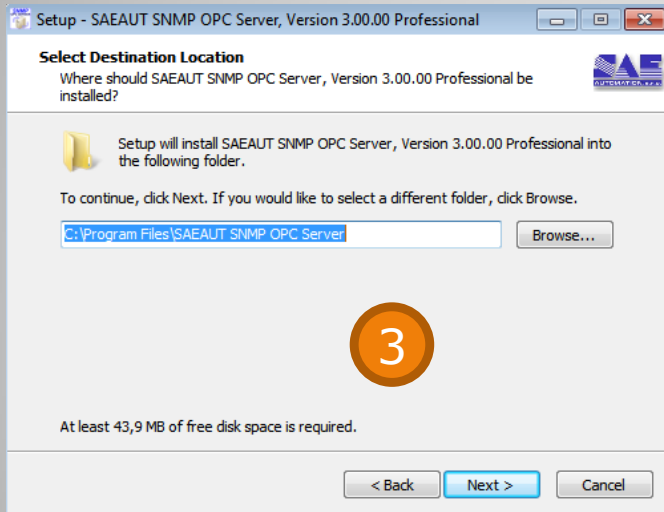 Setup - SAEAUT SNMP OPC Server, Version 3.00.00 Professional
Select Destination Location
Where should SAEAUT SNMP OPC Server, Version 3.00.00 Professional be
installed?
SAE
AUTOMATION, s.r.o.
Setup will install SAEAUT SNMP OPC Server, Version 3.00.00 Professional into
the following folder.
To continue, click Next. If you would like to select a different folder, click Browse.
C:\Program Files\SAEAUT SNMP OPC Server
Browse...
3
At least 43,9 MB of free disk space is required.
< Back
Next >
Cancel